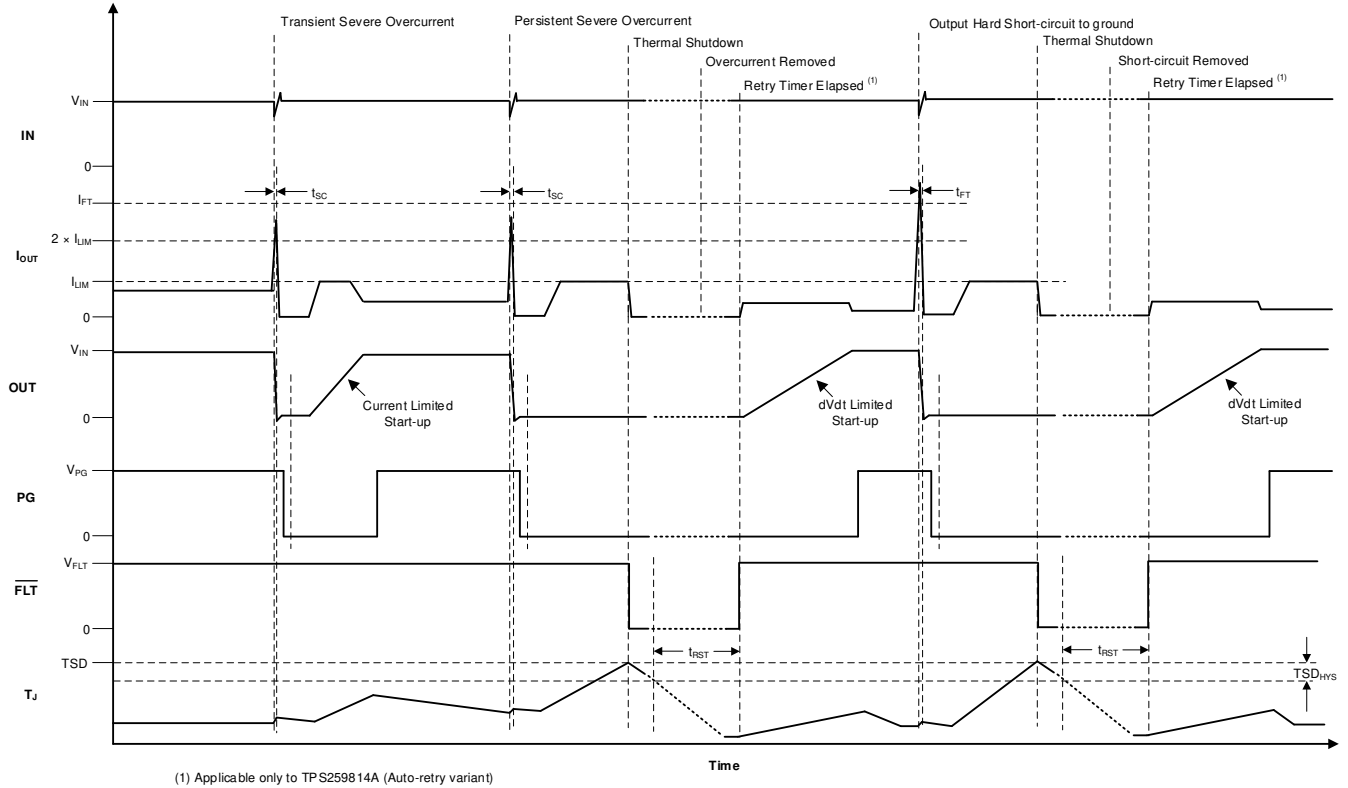 Transient Severe Overcurrent
Persistent Severe Overcurrent
Thermal Shutdown
Overcurrent Removed
Retry Timer Elapsed (1)
Output Hard Short-circuit to ground
Thermal Shutdown
Short-circuit Removed
Retry Timer Elapsed (1)
IN
VIN
0
tSC
tSC
tFT
IOUT
IFT
2 × ILIM
ILIM
0
OUT
VIN
0
Current Limited
Start-up
dVdt Limited
Start-up
dVdt Limited
Start-up
PG
VPG
0
FLT
VFLT
0
tRST
tRST
TJ
TSD
TSDHYS
Time
(1) Applicable only to TPS259814A (Auto-retry variant)